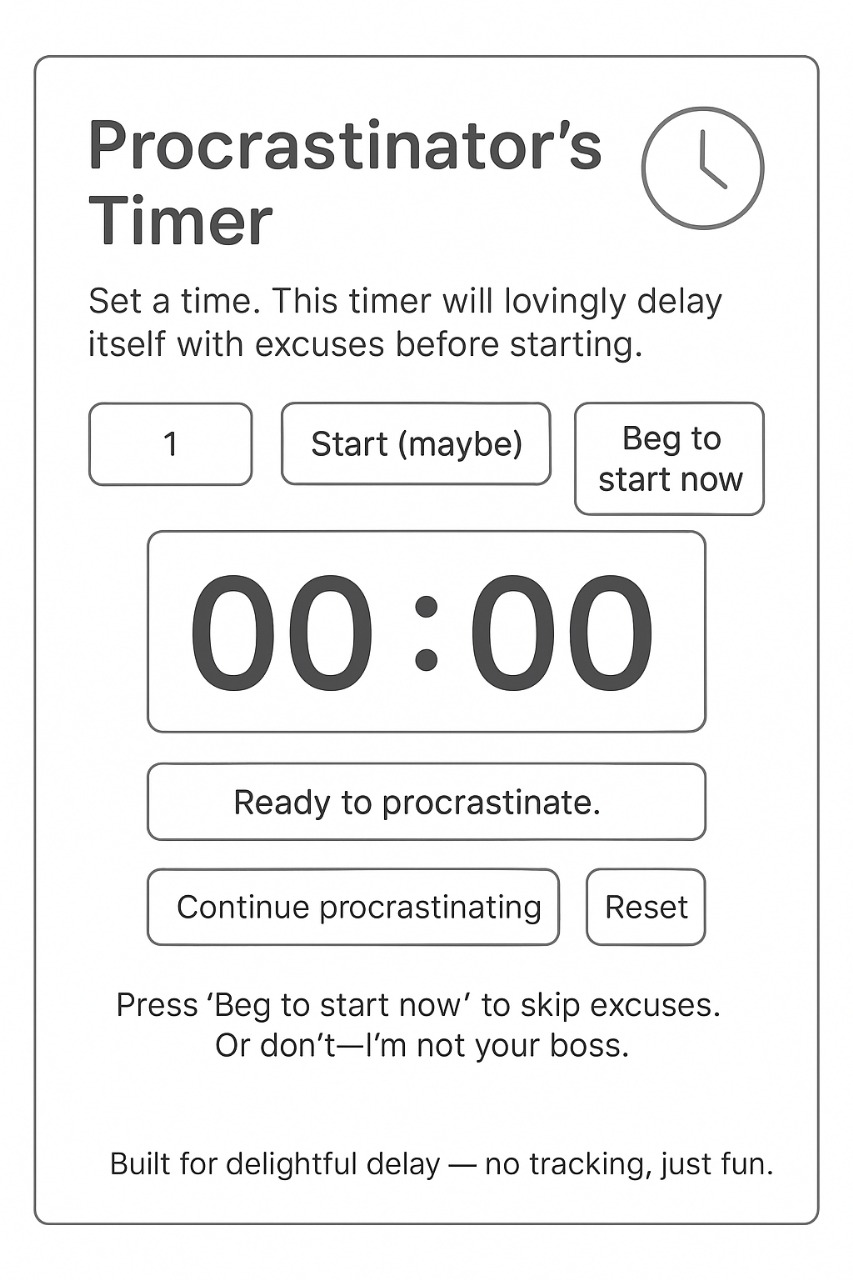 Procrastinator’s
Timer
Set a time. This timer will lovingly delay
itself with excuses before starting.
1
Start (maybe)
Beg to
start now
00:00
Ready to procrastinate.
Continue procrastinating
Reset
Press ‘Beg to start now’ to skip excuses.
Or don’t—I’m not your boss.
Built for delightful delay — no tracking, just fun.